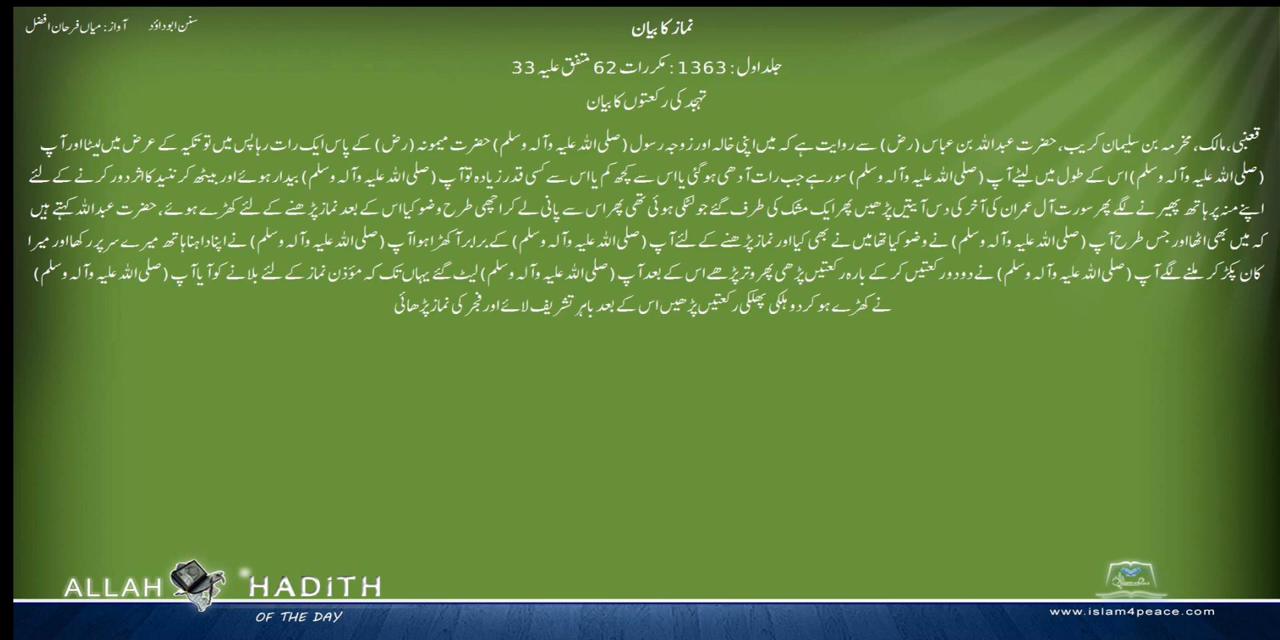 سنن ابوداؤد
آواز: میاں فرحان افضل
نماز کا بیان
جلد اول : 1363 : مکررات 62 متفق علیہ 33
تہجد کی رکعتوں کا بیان
قعنبی، مالک، مخرمہ بن سلیمان کریب، حضرت عبداللہ بن عباس (رض) سے روایت ہے کہ میں اپنی خالہ اور زوجہ رسول (صلی اللہ علیہ وآلہ وسلم) حضرت میمونہ (رض) کے پاس ایک رات رہا پس میں تو تکیہ کے عرض میں لیٹا اور آپ
(صلی اللہ علیہ وآلہ وسلم) اس کے طول میں لیٹے آپ (صلی اللہ علیہ وآلہ وسلم) سو رہے جب رات آدھی ہو گئی یا اس سے کچھ کم یا اس سے کسی قدر زیادہ تو آپ (صلی اللہ علیہ وآلہ وسلم) بیدار ہوئے اور بیٹھ کر نیند کا اثر دور کرنے کے لئے
اپنے منہ پر ہاتھ پھیرنے لگے پھر سورت آل عمران کی آخر کی دس آیتیں پڑھیں پھر ایک مشک کی طرف گئے جو لٹکی ہوئی تھی پھر اس سے پانی لے کر اچھی طرح وضو کیا اس کے بعد نماز پڑھنے کے لئے کھڑے ہوئے، حضرت عبداللہ کہتے ہیں
کہ میں بھی اٹھا اور جس طرح آپ (صلی اللہ علیہ وآلہ وسلم) نے وضو کیا تھا میں نے بھی کیا اور نماز پڑھنے کے لئے آپ (صلی اللہ علیہ وآلہ وسلم) کے برابر آ کھڑا ہوا آپ (صلی اللہ علیہ وآلہ وسلم) نے اپنا داہنا ہاتھ میرے سر پر رکھا اور میرا
کان پکڑ کر ملنے لگے آپ (صلی اللہ علیہ وآلہ وسلم) نے دو دو رکعتیں کر کے بارہ رکعتیں پڑھی پھر وتر پڑھے اس کے بعد آپ (صلی اللہ علیہ وآلہ وسلم) لیٹ گئے یہاں تک کہ مؤذن نماز کے لئے بلانے کو آیا آپ (صلی اللہ علیہ وآلہ وسلم)
نے کھڑے ہو کر دو ہلکی پھلکی رکعتیں پڑھیں اس کے بعد باہر تشریف لائے اور فجر کی نماز پڑھائی
ALLAH HADITH
OF THE DAY
www.islam4peace.com